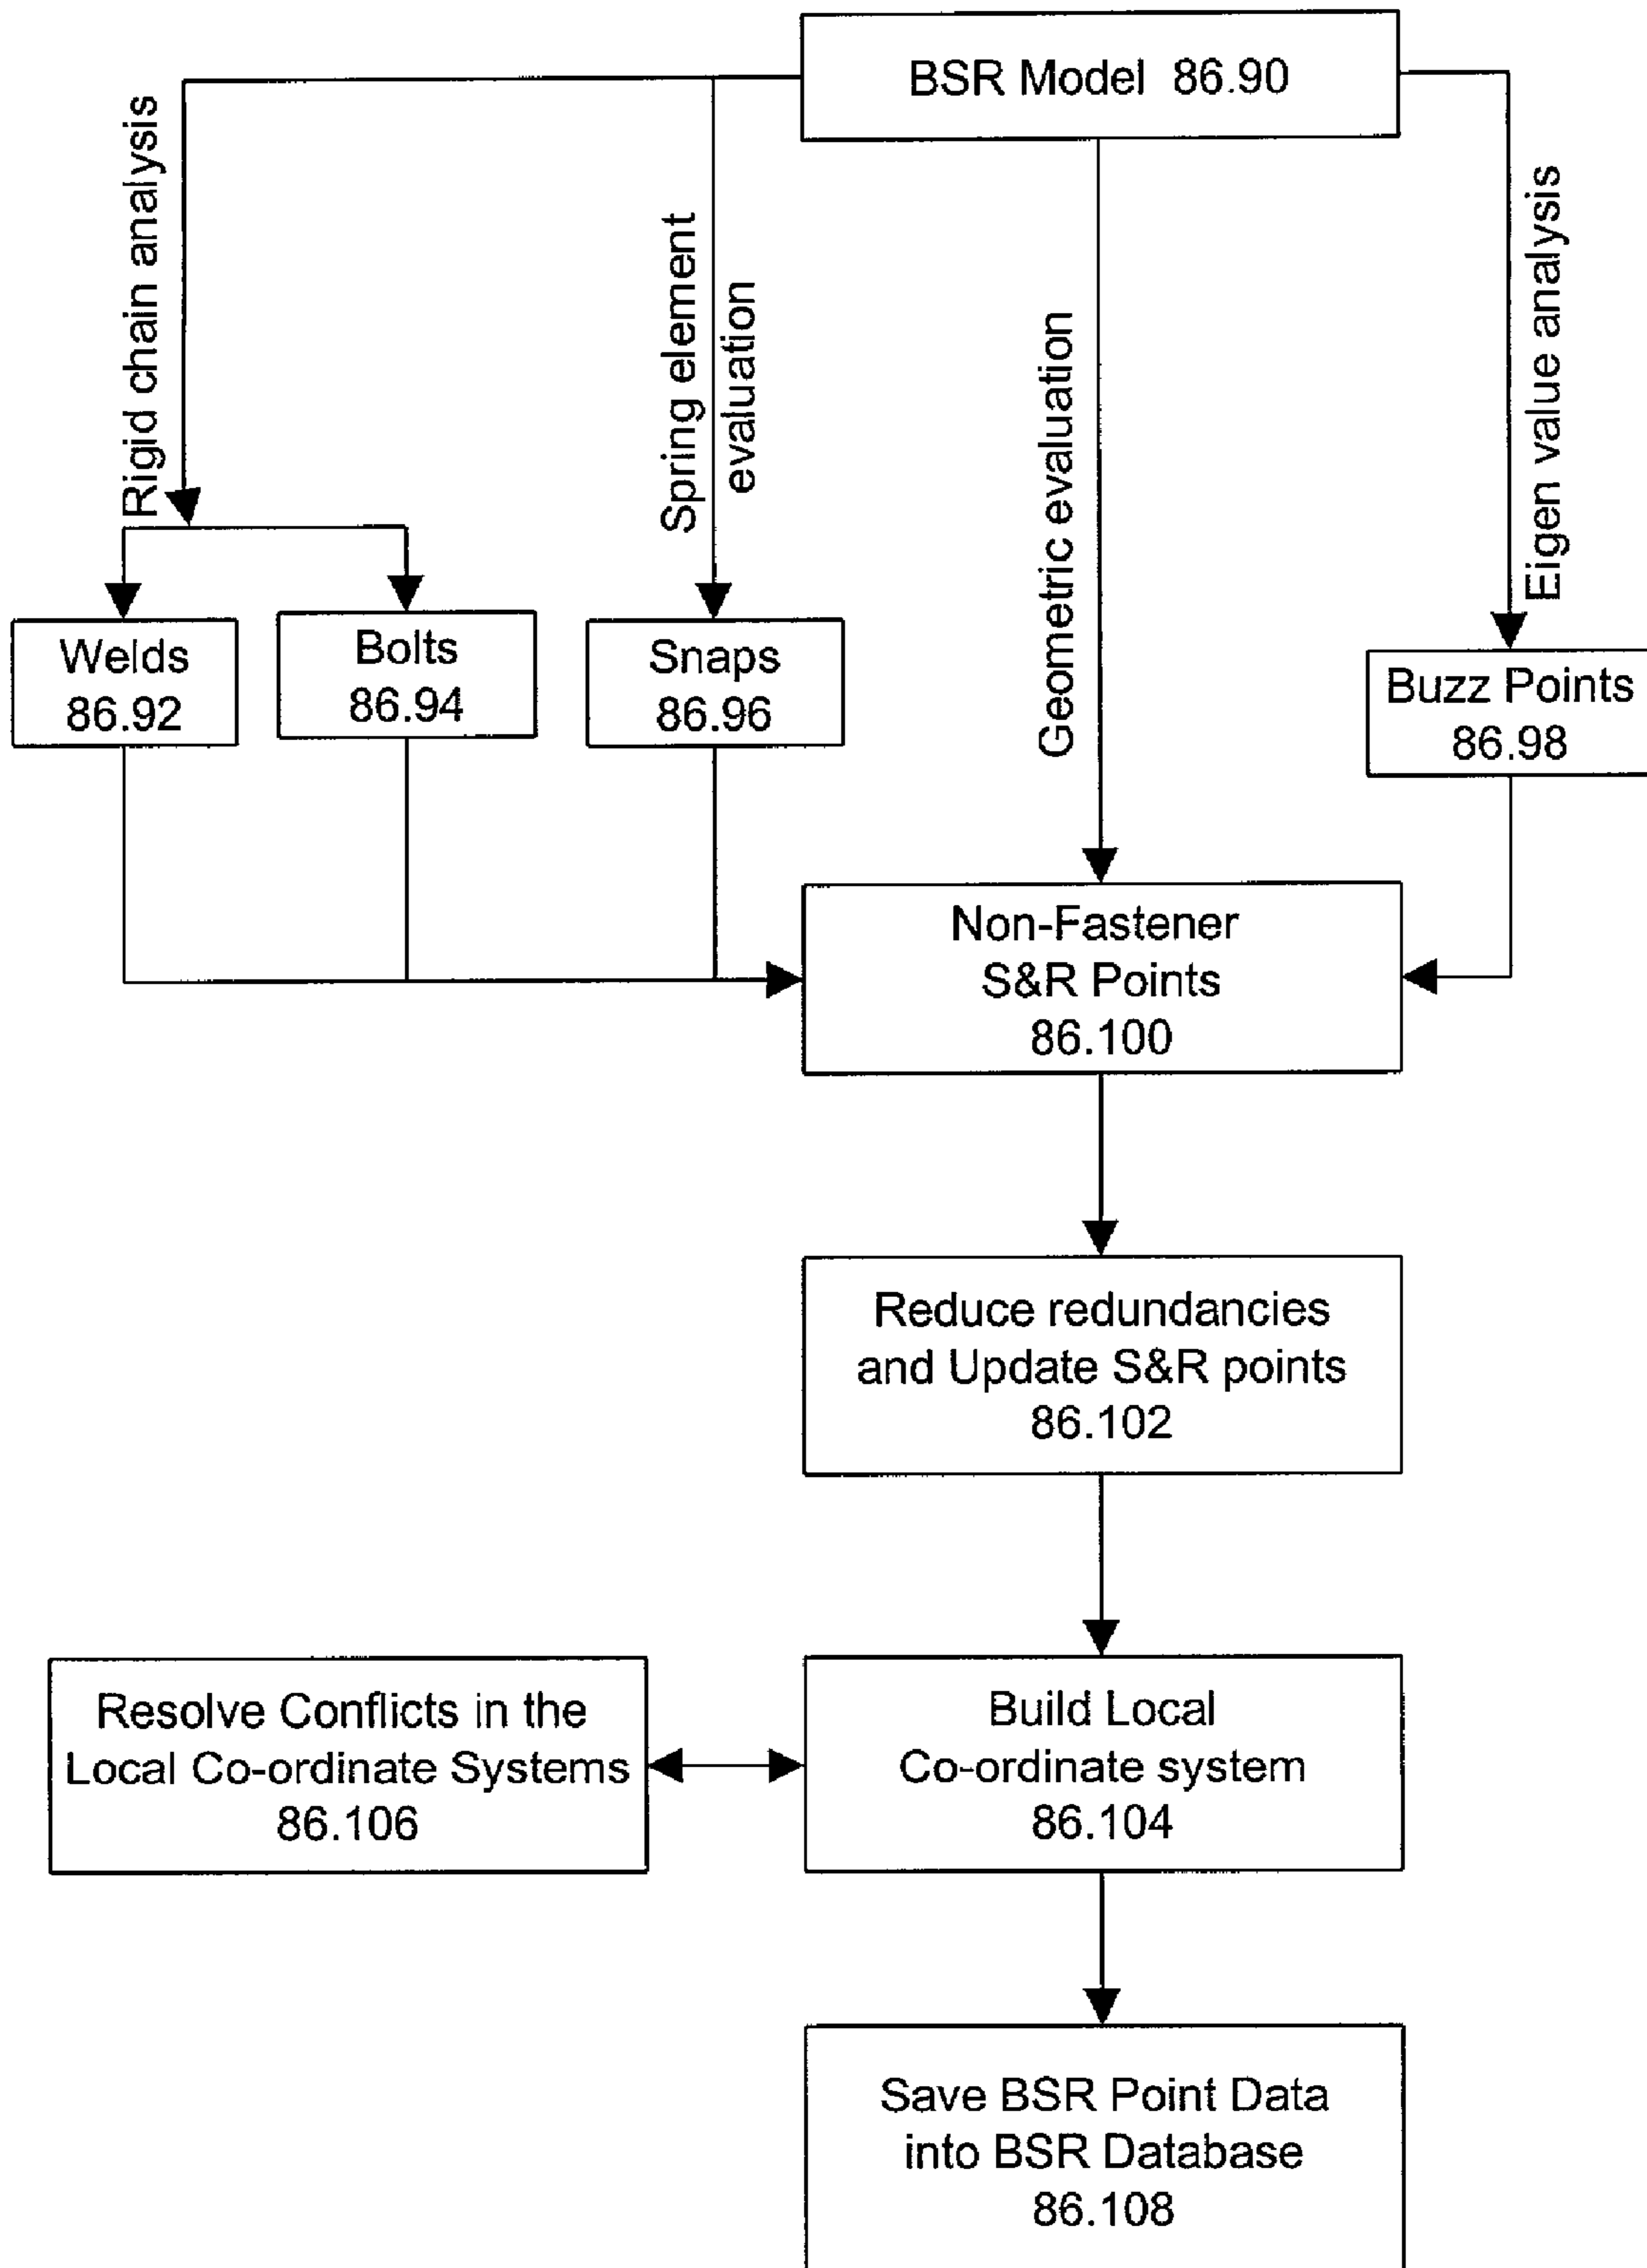 BSR Model 86.90
Rigid chain analysis
Spring element
evaluation
Geometric evaluation
Eigen value analysis
Welds
86.92
Bolts
86.94
Snaps
86.96
Buzz Points
86.98
Non-Fastener
S&R Points
86.100
Reduce redundancies
and Update S&R points
86.102
Resolve Conflicts in the
Local Co-ordinate Systems
86.106
Build Local
Co-ordinate system
86.104
Save BSR Point Data
into BSR Database
86.108